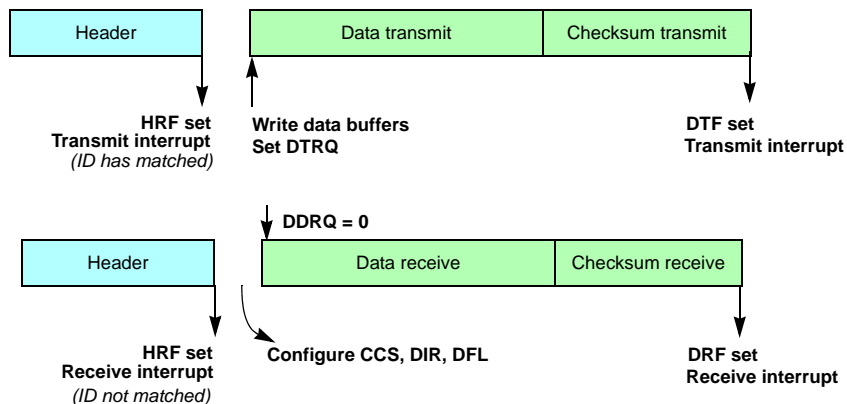 Header
Data transmit
Checksum transmit
HRF set
Transmit interrupt
(ID has matched)
Write data buffers
Set DTRQ
DTF set
Transmit interrupt
DDRQ = 0
Header
Data receive
Checksum receive
HRF set
Receive interrupt
(ID not matched)
Configure CCS, DIR, DFL
DRF set
Receive interrupt